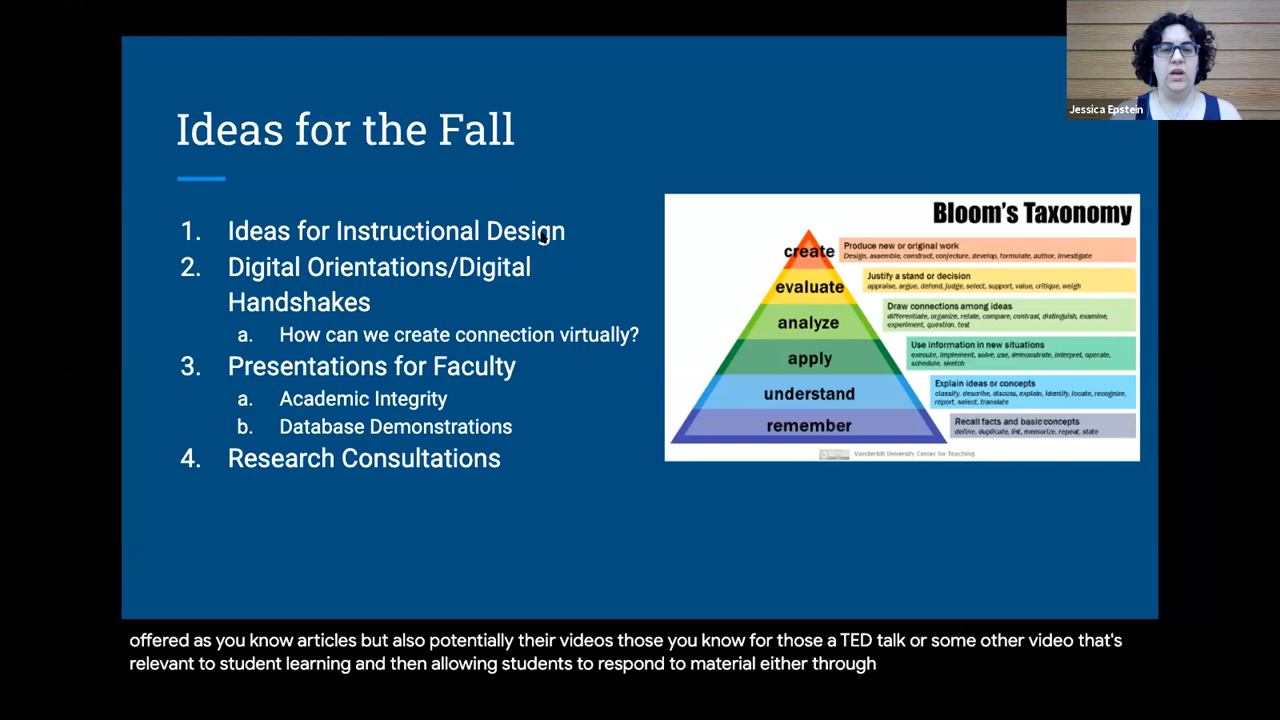 Jessica Epstein
Ideas for the Fall
1. Ideas for Instructional Design
2. Digital Orientations/Digital
Handshakes
a. How can we create connection virtually?
3. Presentations for Faculty
a. Academic Integrity
b. Database Demonstrations
4. Research Consultations
Bloom's Taxonomy
create
Produce new or original work
Design, assemble, construct, conjecture, develop, formulate, author, investigate
evaluate
Justify a stand or decision
appraise, argue, defend, judge, select, support, value, critique, weigh
analyze
Draw connections among ideas
differentiate, organize, relate, compare, contrast, distinguish, examine,
experiment, question, test
apply
Use information in new situations
execute, implement, solve, use, demonstrate, interpret, operate,
schedule, sketch
understand
Explain ideas or concepts
classify, describe, discuss, explain, identify, locate, recognize,
report, select, translate
remember
Recall facts and basic concepts
define, duplicate, list, memorize, repeat, state
Vanderbilt University Center for Teaching
offered as you know articles but also potentially their videos those you know for those a TED talk or some other video that's
relevant to student learning and then allowing students to respond to material either through